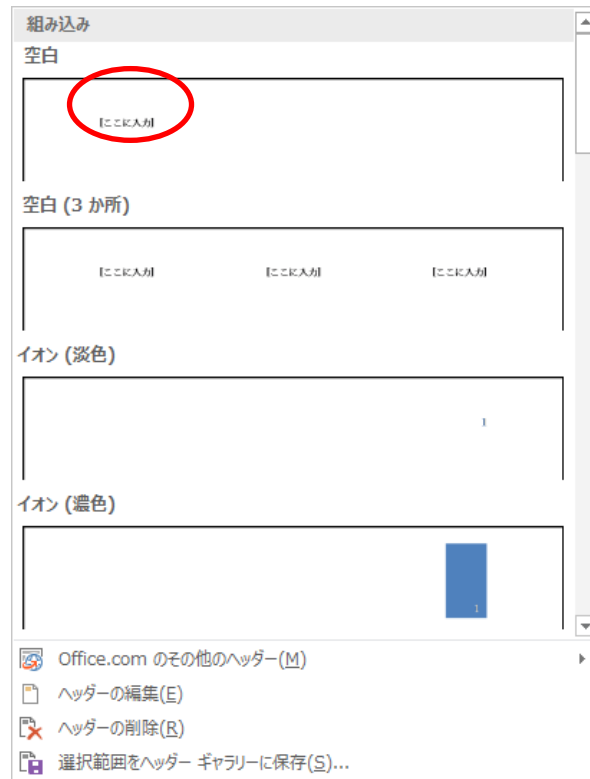 組み込み
空白
[ここに入力]
空白 (3 か所)
[ここに入力] [ここに入力] [ここに入力]
イオン (淡色)
1
イオン (濃色)
1
Office.com のその他のヘッダー(M)
ヘッダーの編集(E)
ヘッダーの削除(R)
選択範囲をヘッダー ギャラリーに保存(S)...